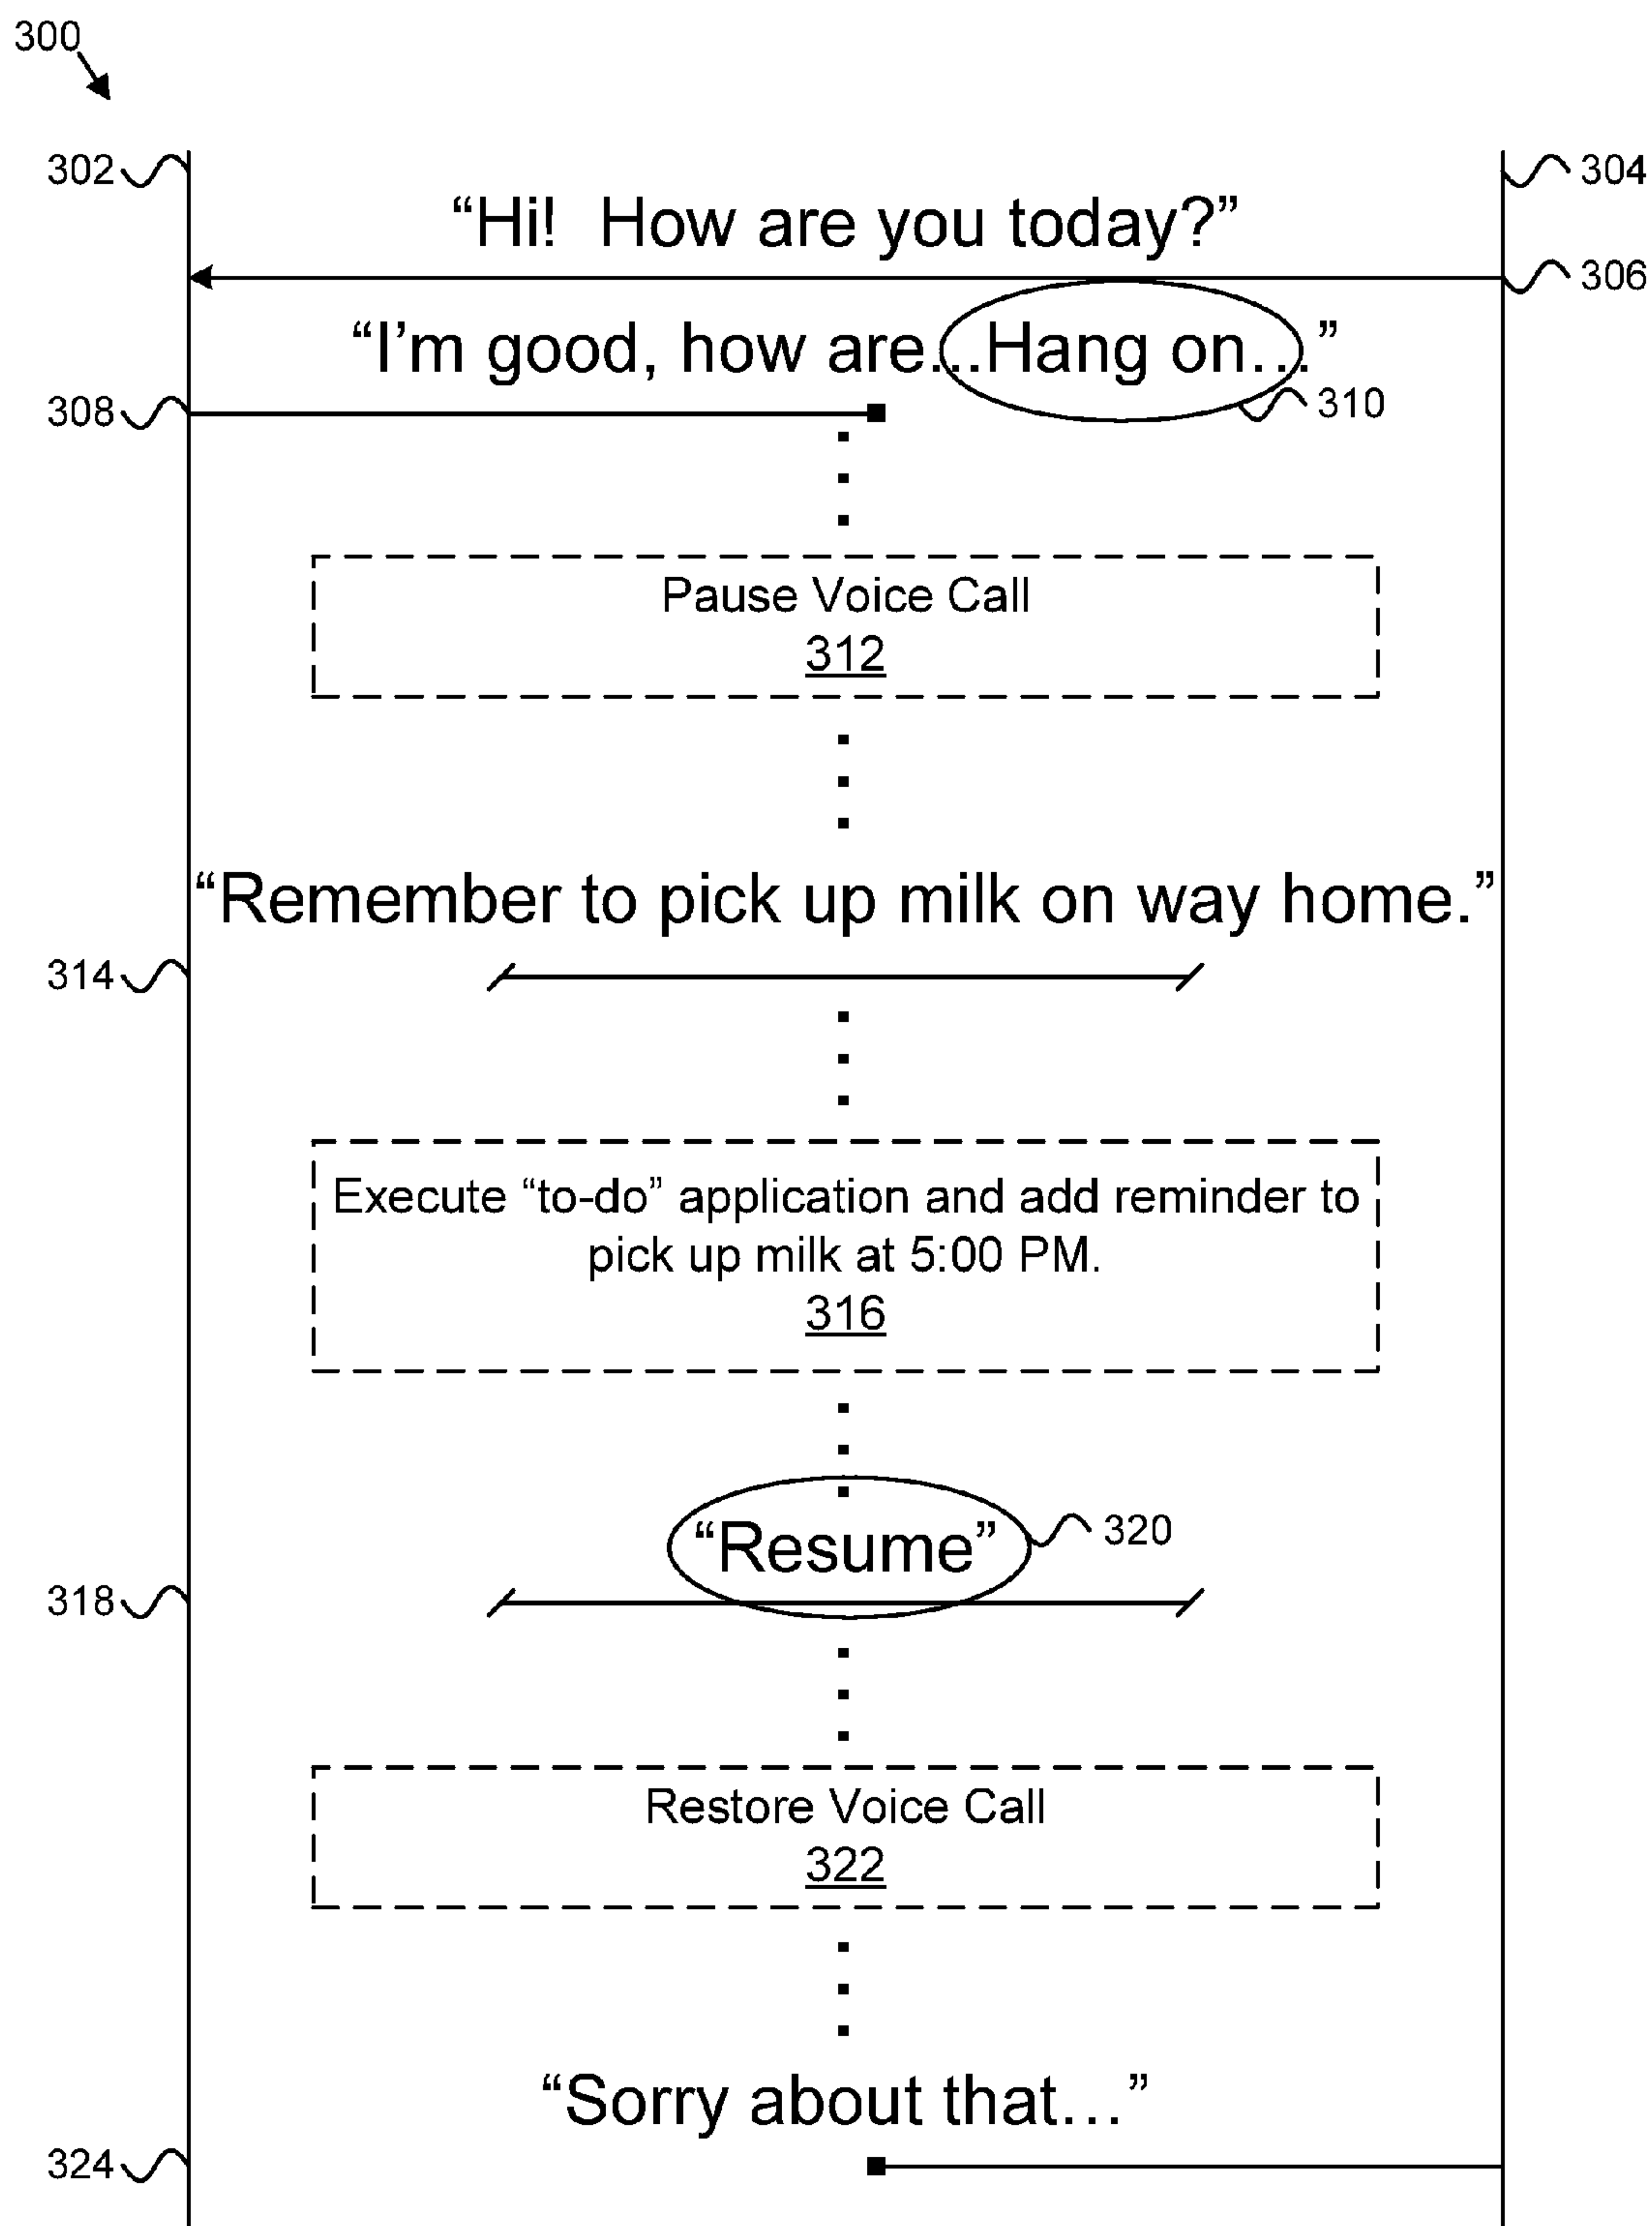 300
302
304
“Hi!  How are you today?”
306
“I’m good, how are...Hang on...”
308
310
Pause Voice Call
312
“Remember to pick up milk on way home.”
314
Execute “to-do” application and add reminder to
pick up milk at 5:00 PM.
316
“Resume”
320
318
Restore Voice Call
322
“Sorry about that...”
324